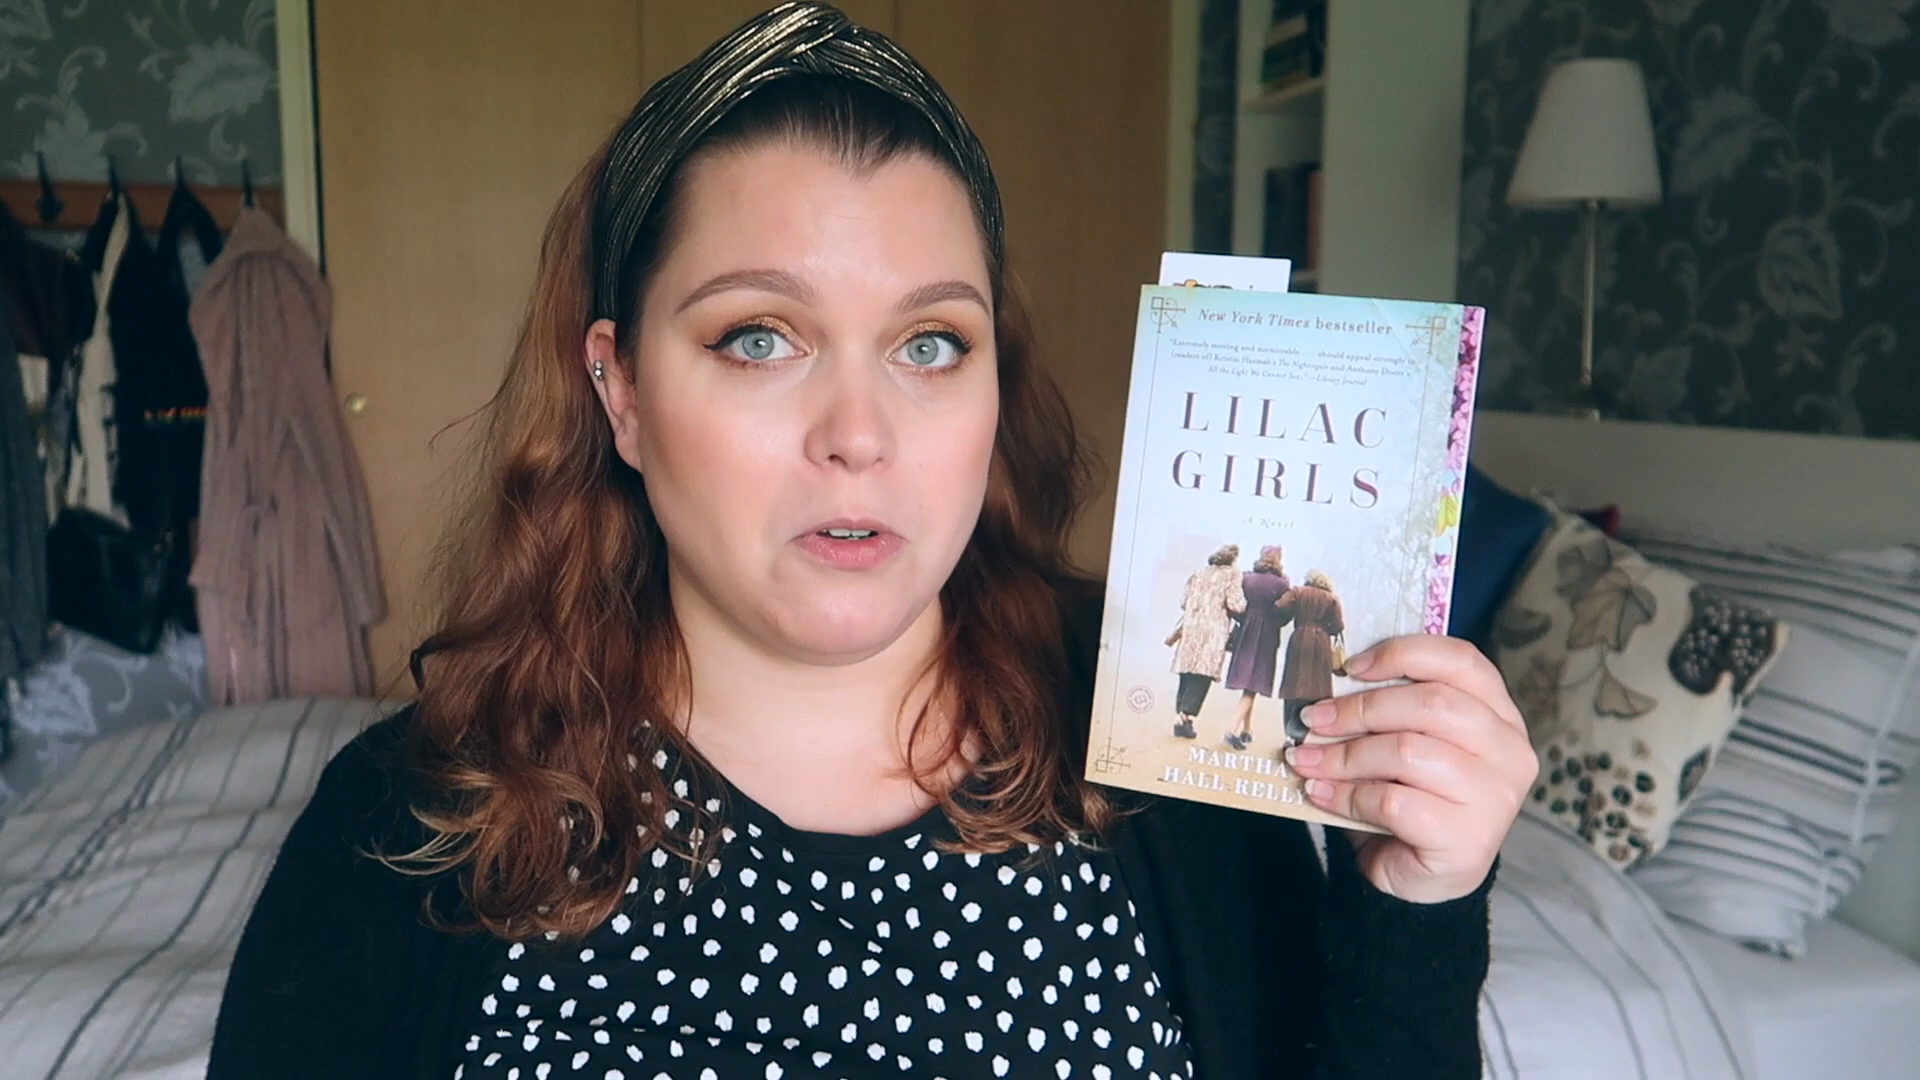 New York Times bestseller
"Extremely moving and memorable . . . should appeal strongly to
[readers of] Kristin Hannah's The Nightingale and Anthony Doerr's
All the Light We Cannot See." —Library Journal
LILAC
GIRLS
A Novel
MARTHA
HALL KELLY